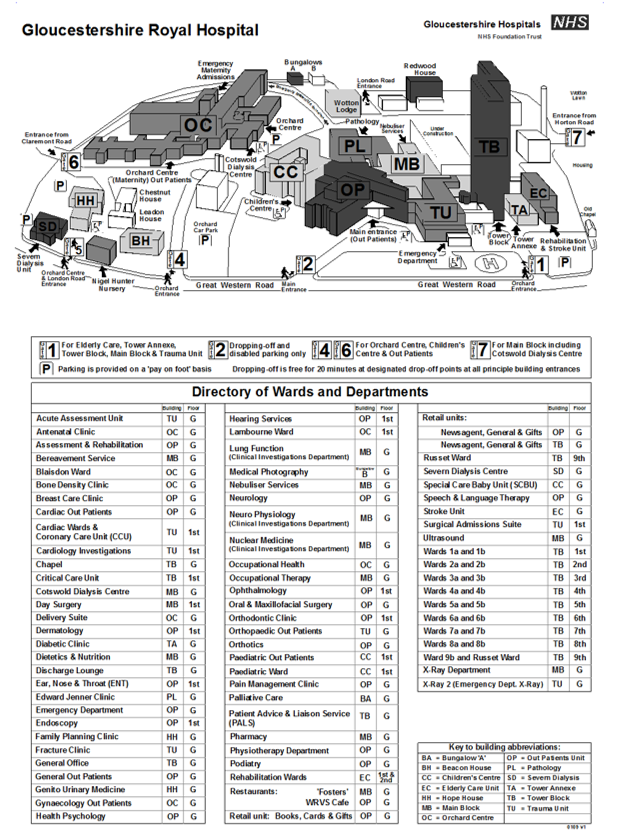 Gloucestershire Royal Hospital
Gloucestershire Hospitals NHS
NHS Foundation Trust
Emergency
Maternity
Admissions
Bungalows
A B
Redwood
House
London Road
Entrance
Wotton
Lawn
Wotton
Lodge
Entrance from
Horton Road
Orchard
Centre
P
Pathology
Nebuliser
Services
Under
Construction
7
Entrance from
Claremont Road
OC
PL
TB
6
Cotswold
Dialysis
Centre
CC
MB
Housing
Orchard Centre
(Maternity) Out Patients
OP
P
HH
Chestnut
House
Children's
Centre
EC
Leadon
House
TU
TA
Old
Chapel
P
SD
Orchard
Car Park
P
Main entrance
(Out Patients)
Tower
Block
Tower
Annexe
Rehabilitation
& Stroke Unit
BH
5
4
2
Emergency
Department
H
1
P
Severn
Dialysis
Unit
Orchard Centre
& London Road
Entrance
Nigel Hunter
Nursery
Orchard
Entrance
Great Western Road
Main
Entrance
Great Western Road
Orchard
Entrance
1 For Elderly Care, Tower Annexe,
Tower Block, Main Block & Trauma Unit
2 Dropping-off and
disabled parking only
4 6 For Orchard Centre, Children's
Centre & Out Patients
7 For Main Block including
Cotswold Dialysis Centre
P Parking is provided on a 'pay on foot' basis Dropping-off is free for 20 minutes at designated drop-off points at all principle building entrances
Directory of Wards and Departments
Building Floor
Acute Assessment Unit TU G
Antenatal Clinic OC G
Assessment & Rehabilitation OP G
Bereavement Service MB G
Blaisdon Ward OC G
Bone Density Clinic OC G
Breast Care Clinic OP G
Cardiac Out Patients OP G
Cardiac Wards &
Coronary Care Unit (CCU) TU 1st
Cardiology Investigations TU 1st
Chapel TB G
Critical Care Unit TB 1st
Cotswold Dialysis Centre MB G
Day Surgery MB 1st
Delivery Suite OC G
Dermatology OP 1st
Diabetic Clinic TA G
Dietetics & Nutrition MB G
Discharge Lounge TB G
Ear, Nose & Throat (ENT) OP 1st
Edward Jenner Clinic PL G
Emergency Department OP G
Endoscopy OP 1st
Family Planning Clinic HH G
Fracture Clinic TU G
General Office TB G
General Out Patients OP G
Genito Urinary Medicine HH G
Gynaecology Out Patients OC G
Health Psychology OP G
Building Floor
Hearing Services OP 1st
Lambourne Ward OC 1st
Lung Function
(Clinical Investigations Department) MB G
Medical Photography Bungalow B G
Nebuliser Services MB G
Neurology OP G
Neuro Physiology
(Clinical Investigations Department) MB G
Nuclear Medicine
(Clinical Investigations Department) MB G
Occupational Health OC G
Occupational Therapy MB G
Ophthalmology OP 1st
Oral & Maxillofacial Surgery OP G
Orthodontic Clinic OP 1st
Orthopaedic Out Patients TU G
Orthotics OP G
Paediatric Out Patients CC 1st
Paediatric Ward CC 1st
Pain Management Clinic OP G
Palliative Care BA G
Patient Advice & Liaison Service
(PALS) TB G
Pharmacy MB G
Physiotherapy Department OP G
Podiatry OP G
Rehabilitation Wards EC 1st & 2nd
Restaurants: 'Fosters' MB G
WRVS Cafe OP G
Retail unit: Books, Cards & Gifts OP G
Building Floor
Retail units:
Newsagent, General & Gifts OP G
Newsagent, General & Gifts TB G
Russet Ward TB 9th
Severn Dialysis Centre SD G
Special Care Baby Unit (SCBU) CC G
Speech & Language Therapy OP G
Stroke Unit EC G
Surgical Admissions Suite TU 1st
Ultrasound MB G
Wards 1a and 1b TB 1st
Wards 2a and 2b TB 2nd
Wards 3a and 3b TB 3rd
Wards 4a and 4b TB 4th
Wards 5a and 5b TB 5th
Wards 6a and 6b TB 6th
Wards 7a and 7b TB 7th
Wards 8a and 8b TB 8th
Ward 9b and Russet Ward TB 9th
X-Ray Department MB G
X-Ray 2 (Emergency Dept. X-Ray) TU G
Key to building abbreviations:
BA = Bungalow 'A' OP = Out Patients Unit
BH = Beacon House PL = Pathology
CC = Children's Centre SD = Severn Dialysis
EC = Elderly Care Unit TA = Tower Annexe
HH = Hope House TB = Tower Block
MB = Main Block TU = Trauma Unit
OC = Orchard Centre
0109 v1